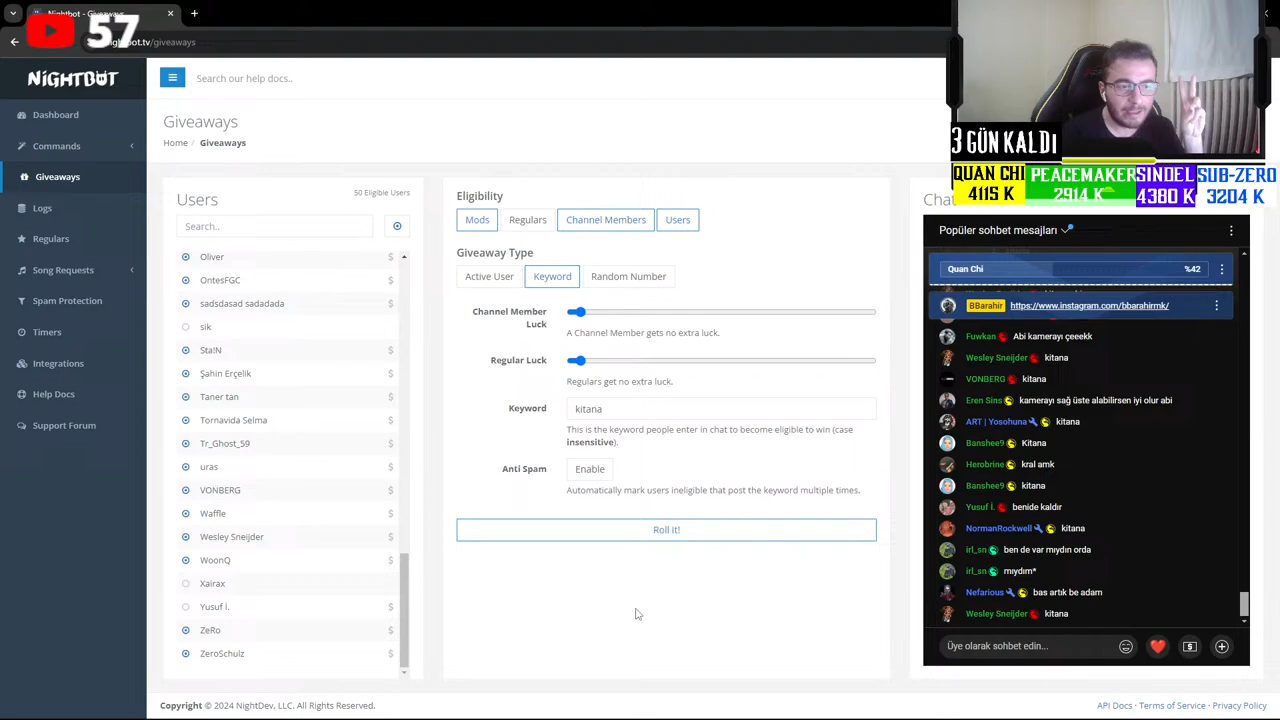 Nightbot - Giveaways
57
bot.tv/giveaways
NIGHTBOT
Dashboard
Commands
Giveaways
Logs
Regulars
Song Requests
Spam Protection
Timers
Integrations
Help Docs
Support Forum
Search our help docs..
Giveaways
Home · Giveaways
Users
50 Eligible Users
Search..
Oliver $
OntesFGC $
sadsdasad sadadada $
sik
Sta!N $
Şahin Erçelik $
Taner tan $
Tornavida Selma $
Tr_Ghost_59 $
uras $
VONBERG $
Waffle $
Wesley Sneijder $
WoonQ $
Xairax $
Yusuf İ. $
ZeRo $
ZeroSchulz $
Eligibility
Mods Regulars Channel Members Users
Giveaway Type
Active User Keyword Random Number
Channel Member Luck
A Channel Member gets no extra luck.
Regular Luck
Regulars get no extra luck.
Keyword
kitana
This is the keyword people enter in chat to become eligible to win (case
insensitive).
Anti Spam
Enable
Automatically mark users ineligible that post the keyword multiple times.
Roll It!
3 GÜN KALDI
QUAN CHI
4115 K
PEACEMAKER
2914 K
SINDEL
4380 K
SUB-ZERO
3204 K
Popüler sohbet mesajları
Quan Chi %42
BBarahir https://www.instagram.com/bbarahirmk/
Fuwkan Abi kamerayı çeeekk
Wesley Sneijder kitana
VONBERG kitana
Eren Sins kamerayı sağ üste alabilirsen iyi olur abi
ART | Yosohuna kitana
Banshee9 Kitana
Herobrine kral amk
Banshee9 kitana
Yusuf İ. benide kaldır
NormanRockwell kitana
irl_sn ben de var mıydın orda
irl_sn mıydım*
Nefarious bas artık be adam
Wesley Sneijder kitana
Üye olarak sohbet edin...
Copyright © 2024 NightDev, LLC. All Rights Reserved.
API Docs · Terms of Service · Privacy Policy